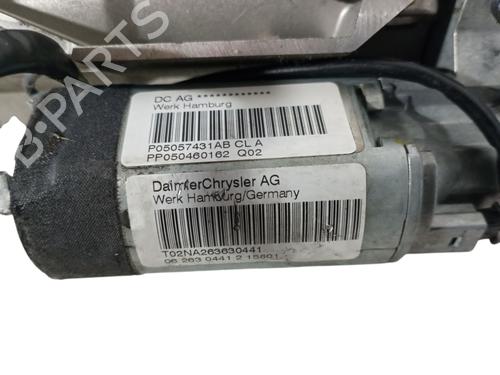 DC AG ************
Werk Hamburg
P05057431AB CL A
PP050460162 Q02
DaimlerChrysler AG
Werk Hamburg/Germany
T02NA263630441
06 263 0441 2 15601
B-PARTS